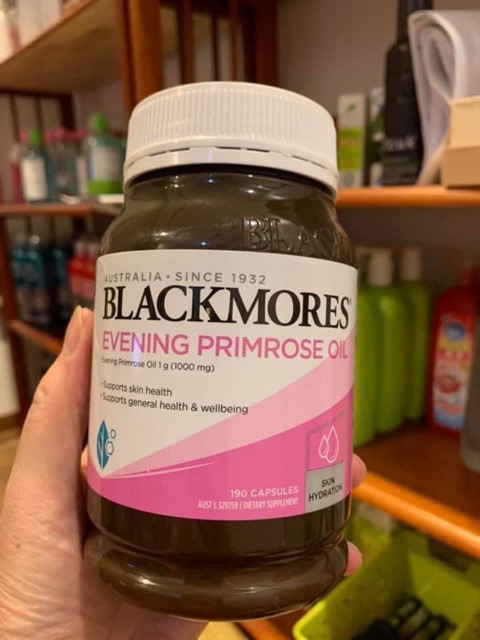 BLAC
AUSTRALIA • SINCE 1932
BLACKMORES®
EVENING PRIMROSE OIL
Evening Primrose Oil 1 g (1000 mg)
• Supports skin health
• Supports general health & wellbeing
SKIN
HYDRATION
190 CAPSULES
AUST L 329759 | DIETARY SUPPLEMENT